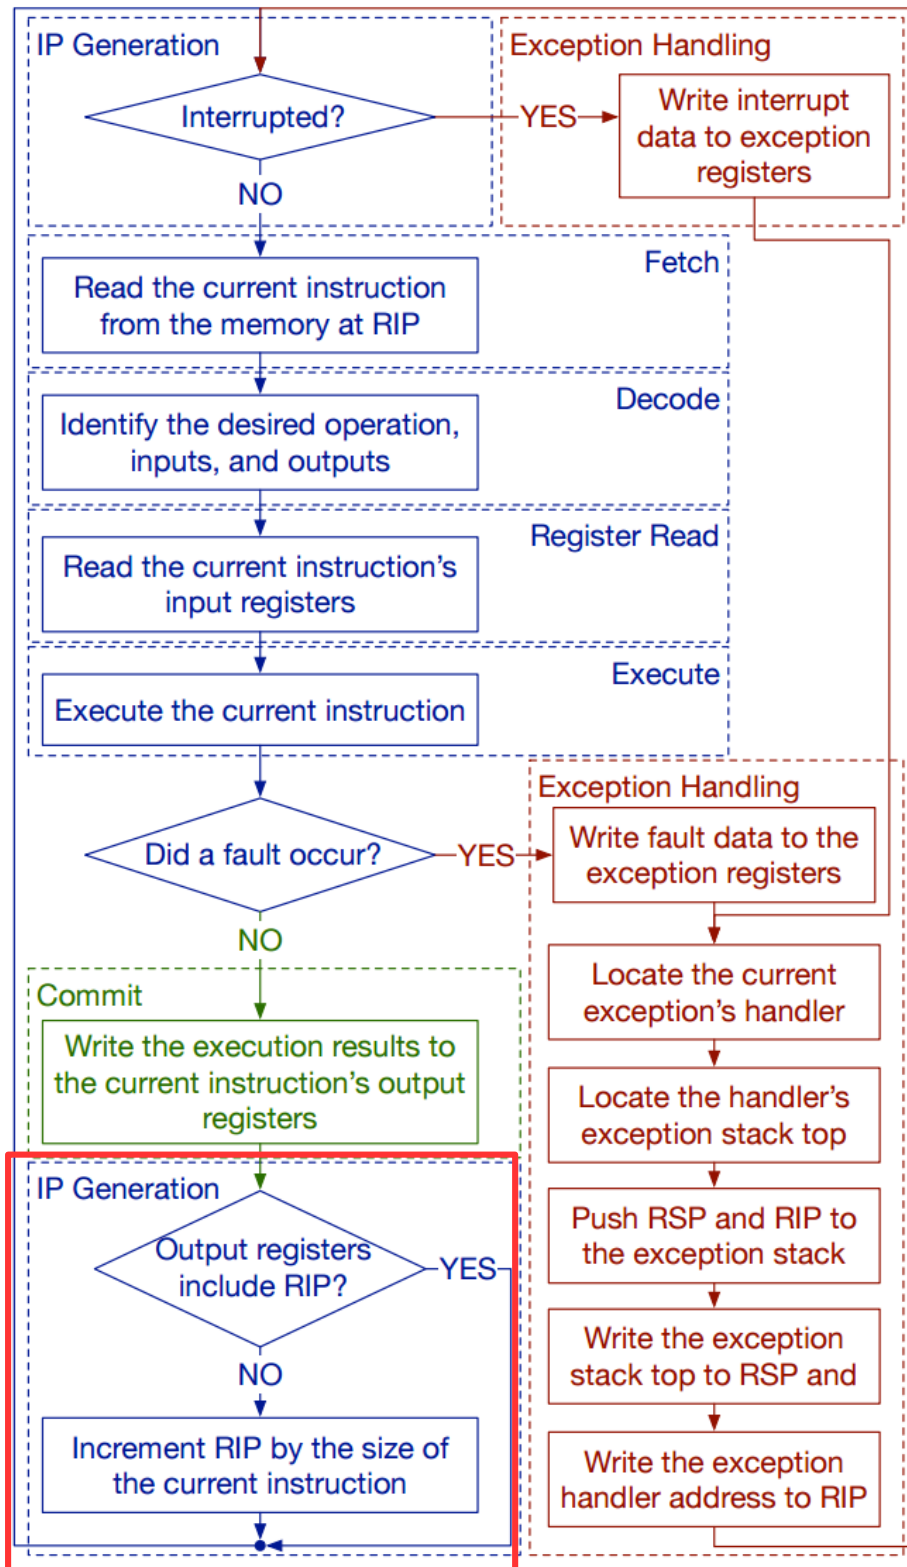 IP Generation
Exception Handling
Interrupted?
YES
Write interrupt
data to exception
registers
NO
Fetch
Read the current instruction
from the memory at RIP
Decode
Identify the desired operation,
inputs, and outputs
Register Read
Read the current instruction's
input registers
Execute
Execute the current instruction
Exception Handling
Did a fault occur?
YES
Write fault data to the
exception registers
NO
Locate the current
exception's handler
Commit
Write the execution results to
the current instruction's output
registers
Locate the handler's
exception stack top
IP Generation
Output registers
include RIP?
YES
Push RSP and RIP to
the exception stack
NO
Write the exception
stack top to RSP and
Increment RIP by the size of
the current instruction
Write the exception
handler address to RIP